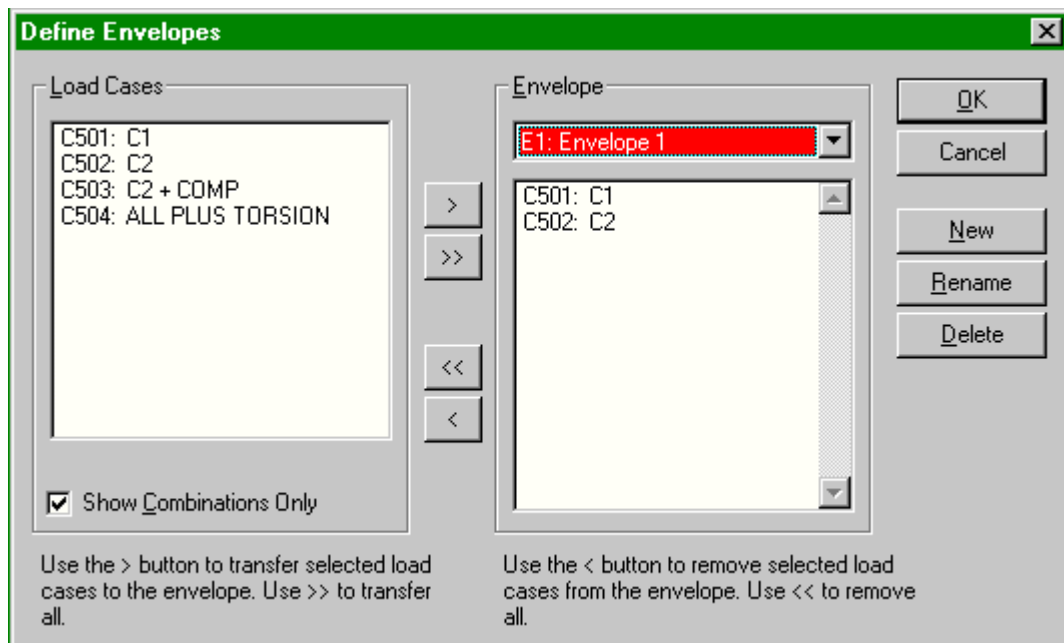 Define Envelopes
Load Cases
C501: C1
C502: C2
C503: C2 + COMP
C504: ALL PLUS TORSION
Show Combinations Only
Use the > button to transfer selected load
cases to the envelope. Use >> to transfer
all.
>
>>
<<
<
Envelope
E1: Envelope 1
C501: C1
C502: C2
Use the < button to remove selected load
cases from the envelope. Use << to remove
all.
OK
Cancel
New
Rename
Delete